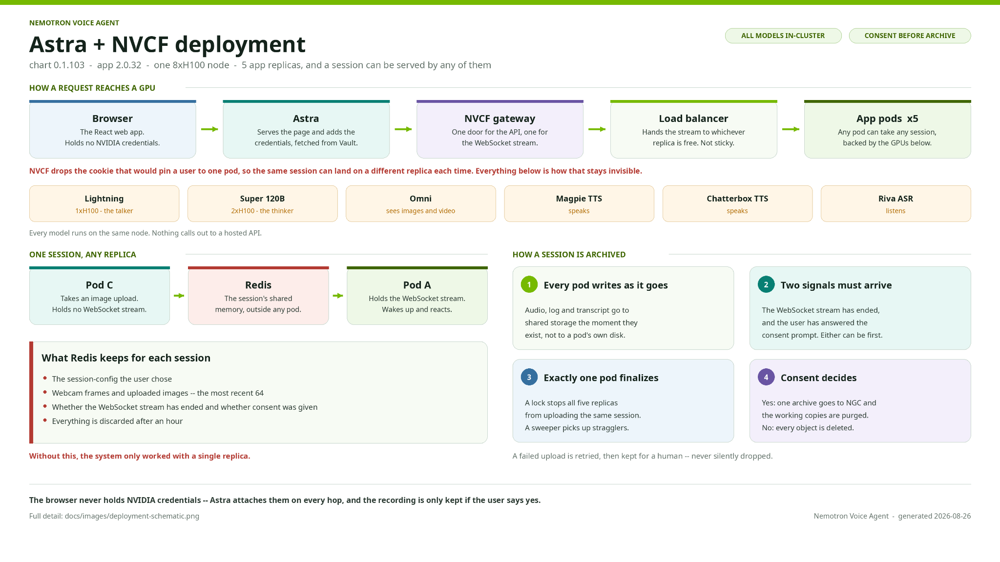 NEMOTRON VOICE AGENT
Astra + NVCF deployment
chart 0.1.103 - app 2.0.32 - one 8xH100 node - 5 app replicas, and a session can be served by any of them
ALL MODELS IN-CLUSTER
CONSENT BEFORE ARCHIVE
HOW A REQUEST REACHES A GPU
Browser
The React web app.
Holds no NVIDIA credentials.
Astra
Serves the page and adds the
credentials, fetched from Vault.
NVCF gateway
One door for the API, one for
the WebSocket stream.
Load balancer
Hands the stream to whichever
replica is free. Not sticky.
App pods x5
Any pod can take any session,
backed by the GPUs below.
NVCF drops the cookie that would pin a user to one pod, so the same session can land on a different replica each time. Everything below is how that stays invisible.
Lightning
1xH100 - the talker
Super 120B
2xH100 - the thinker
Omni
sees images and video
Magpie TTS
speaks
Chatterbox TTS
speaks
Riva ASR
listens
Every model runs on the same node. Nothing calls out to a hosted API.
ONE SESSION, ANY REPLICA
Pod C
Takes an image upload.
Holds no WebSocket stream.
Redis
The session's shared
memory, outside any pod.
Pod A
Holds the WebSocket stream.
Wakes up and reacts.
What Redis keeps for each session
• The session-config the user chose
• Webcam frames and uploaded images -- the most recent 64
• Whether the WebSocket stream has ended and whether consent was given
• Everything is discarded after an hour
Without this, the system only worked with a single replica.
HOW A SESSION IS ARCHIVED
1 Every pod writes as it goes
Audio, log and transcript go to
shared storage the moment they
exist, not to a pod's own disk.
2 Two signals must arrive
The WebSocket stream has ended,
and the user has answered the
consent prompt. Either can be first.
3 Exactly one pod finalizes
A lock stops all five replicas
from uploading the same session.
A sweeper picks up stragglers.
4 Consent decides
Yes: one archive goes to NGC and
the working copies are purged.
No: every object is deleted.
A failed upload is retried, then kept for a human -- never silently dropped.
The browser never holds NVIDIA credentials -- Astra attaches them on every hop, and the recording is only kept if the user says yes.
Full detail: docs/images/deployment-schematic.png
Nemotron Voice Agent - generated 2026-08-26